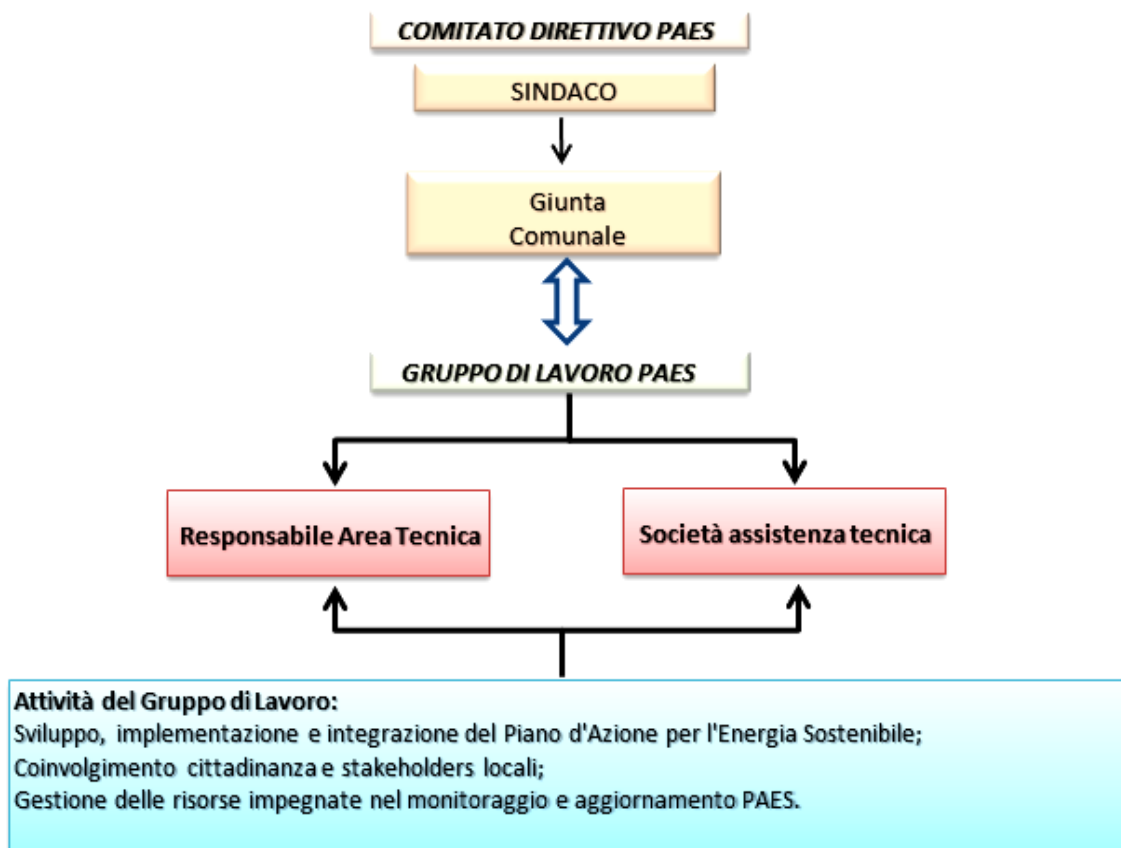 COMITATO DIRETTIVO PAES
SINDACO
Giunta
Comunale
GRUPPO DI LAVORO PAES
Responsabile Area Tecnica
Società assistenza tecnica
Attività del Gruppo di Lavoro:
Sviluppo, implementazione e integrazione del Piano d'Azione per l'Energia Sostenibile;
Coinvolgimento cittadinanza e stakeholders locali;
Gestione delle risorse impegnate nel monitoraggio e aggiornamento PAES.